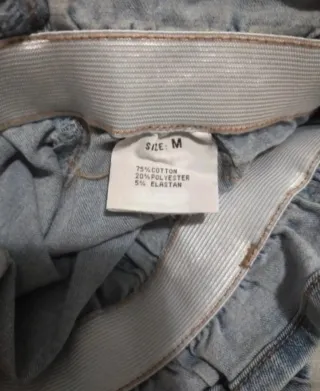 SIZE: M
75%COTTON
20%POLYESTER
5% ELASTAN